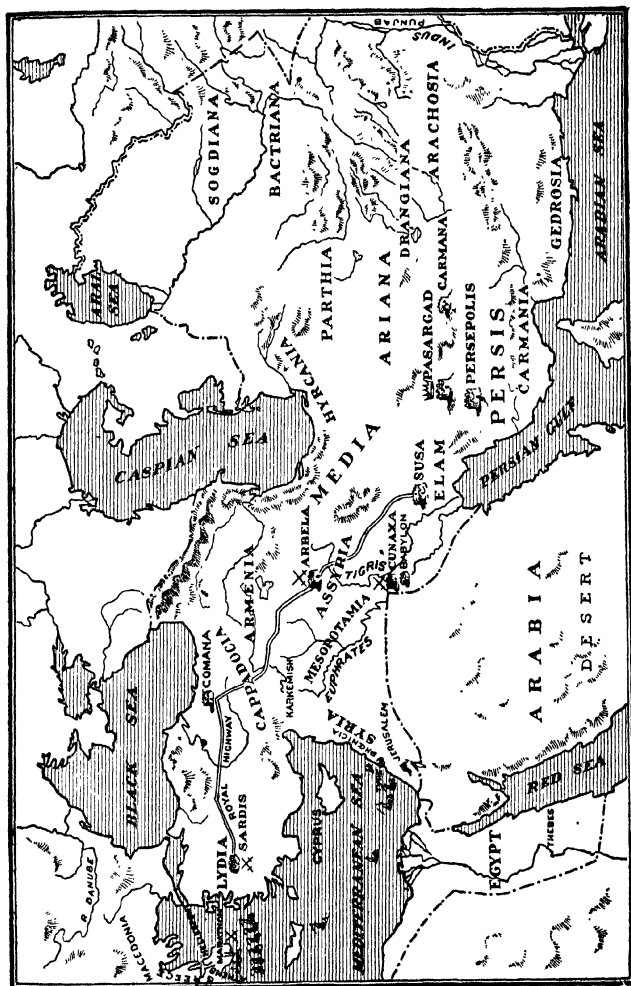 R DANUBE
MACEDONIA
BLACK SEA
CASPIAN SEA
ARAL SEA
SOGDIANA
BACTRIANA
INDUS
PUNJAB
LYDIA
SARDIS
ROYAL
HIGHWAY
COMANA
CAPPADOCIA
ARMENIA
KARKEMISH
MESOPOTAMIA
EUPHRATES
ARBELA
ASSYRIA
TIGRIS
MEDIA
HYRCANIA
PARTHIA
ARIANA
DRANGIANA
ARACHOSIA
CYPRUS
MEDITERRANEAN SEA
SYRIA
PHENICIA
JERUSALEM
CUNAXA
BABYLON
SUSA
ELAM
PASARGAD
CARMANA
PERSEPOLIS
PERSIS
CARMANIA
GEDROSIA
ARABIAN SEA
PERSIAN GULF
ARABIA
DESERT
RED SEA
EGYPT
THEBES